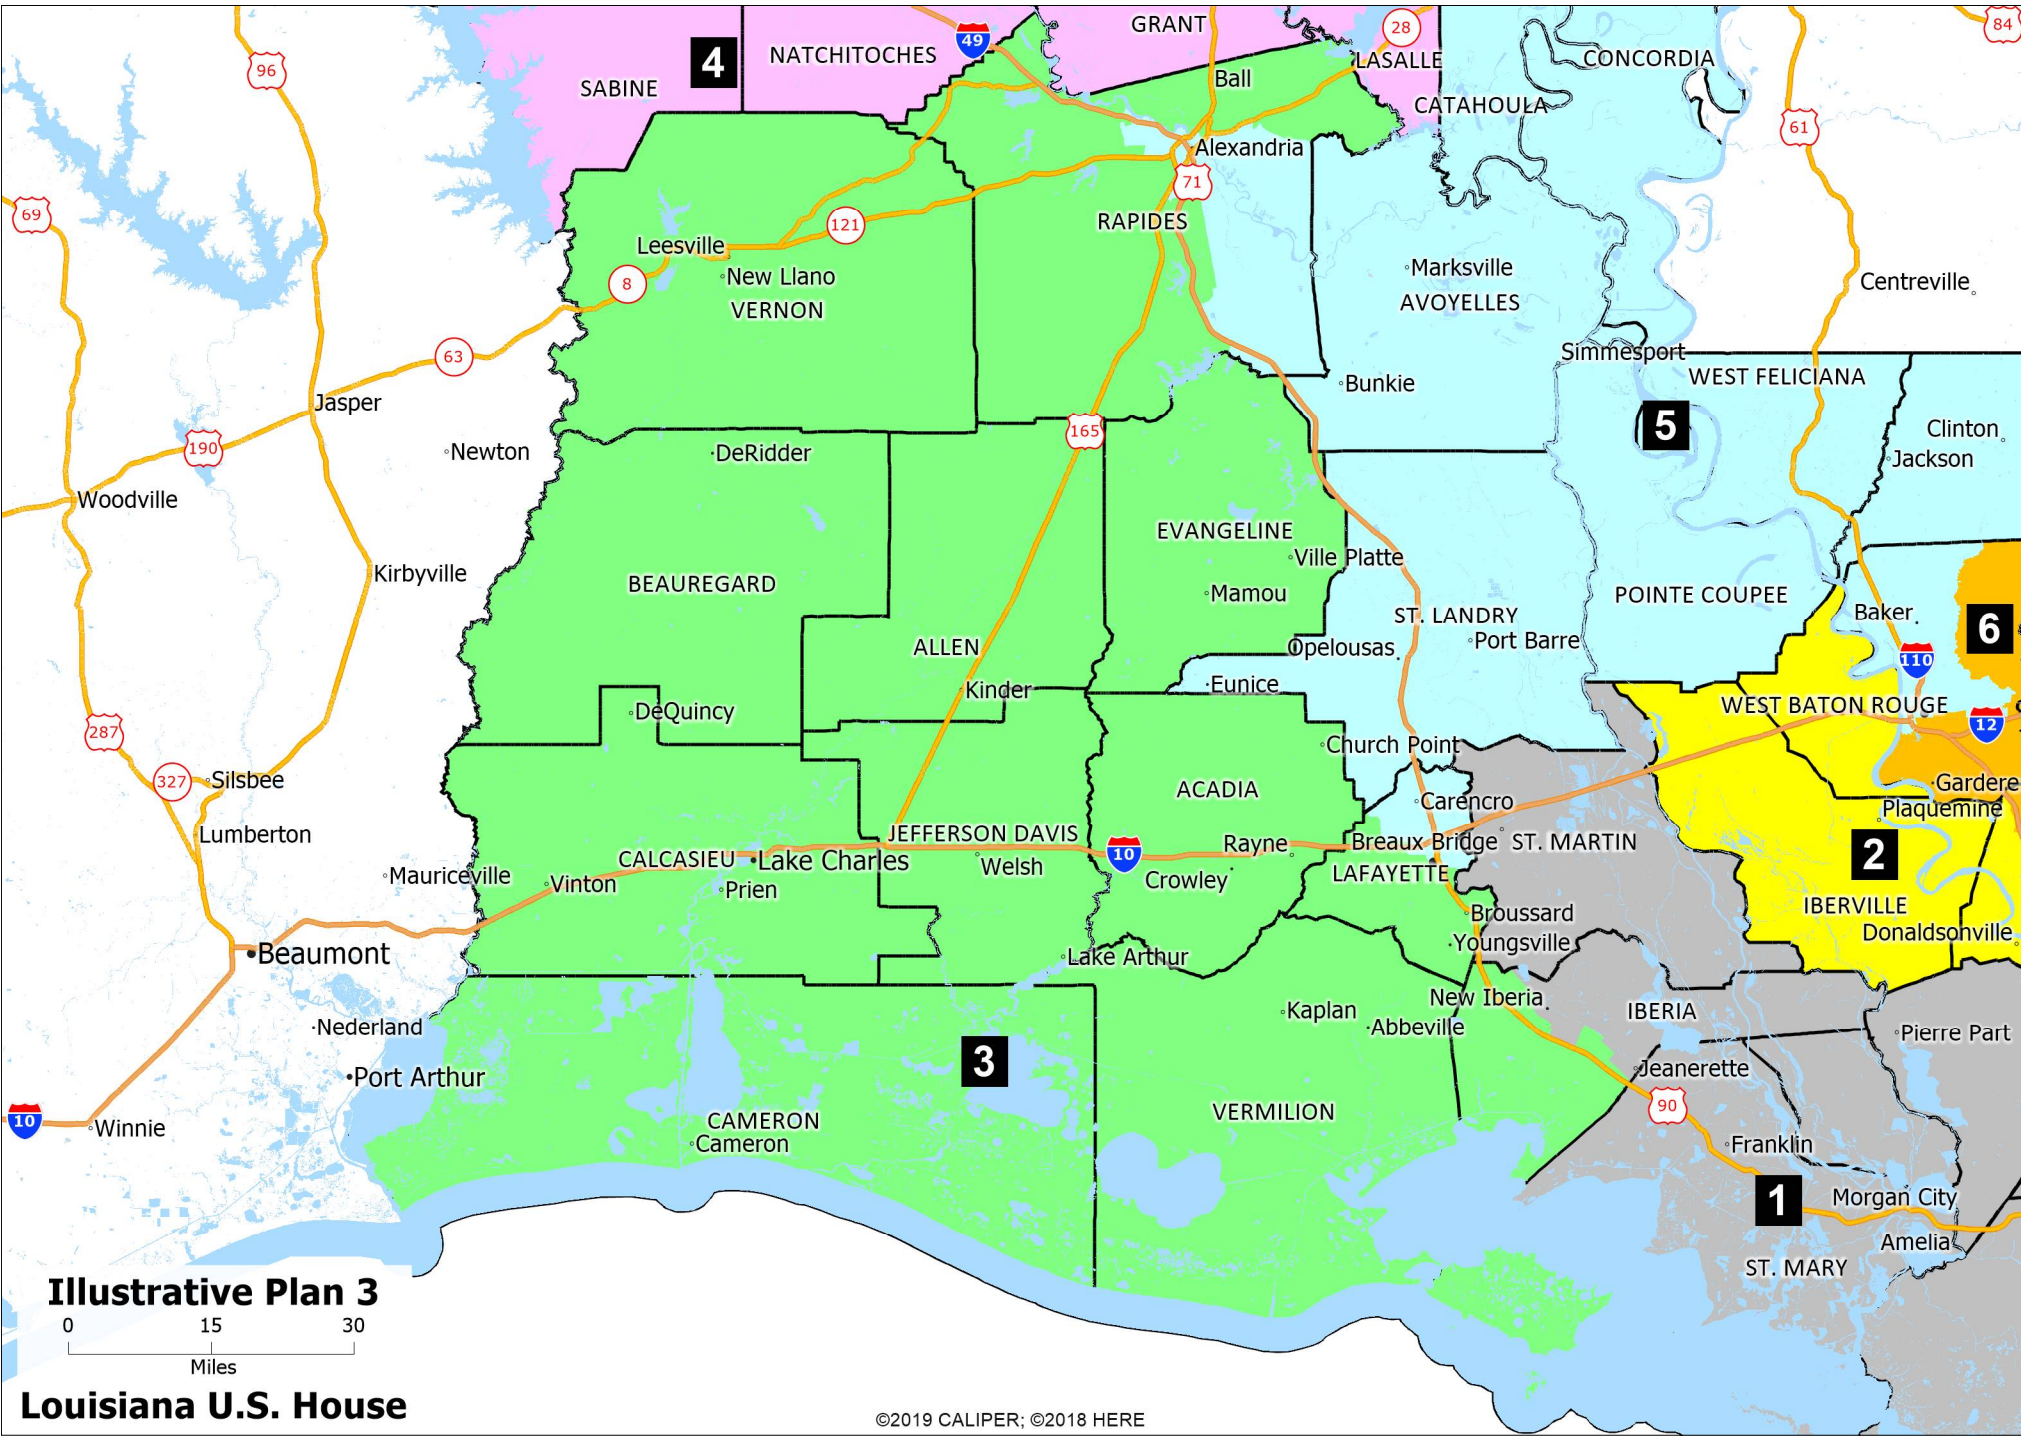 GRANT
28
84
49
NATCHITOCHES
4
CONCORDIA
LASALLE
96
SABINE
Ball
CATAHOULA
61
Alexandria
71
69
121
RAPIDES
Leesville
8
New Llano
VERNON
Marksville
AVOYELLES
Centreville
63
Simmesport
WEST FELICIANA
Bunkie
Jasper
165
5
190
Newton
DeRidder
Clinton
Jackson
Woodville
EVANGELINE
Ville Platte
Kirbyville
BEAUREGARD
Mamou
POINTE COUPEE
ST. LANDRY
Baker
6
ALLEN
Opelousas
Port Barre
110
Kinder
Eunice
DeQuincy
WEST BATON ROUGE
287
12
Church Point
327
Silsbee
ACADIA
Gardere
Carencro
Plaquemine
Lumberton
JEFFERSON DAVIS
Rayne
Breaux Bridge
ST. MARTIN
2
CALCASIEU
Lake Charles
10
Welsh
LAFAYETTE
Mauriceville
Vinton
Prien
Crowley
IBERVILLE
Broussard
Donaldsonville
Youngsville
Beaumont
Lake Arthur
New Iberia
Kaplan
IBERIA
Nederland
Abbeville
Pierre Part
3
Jeanerette
Port Arthur
90
10
Winnie
CAMERON
Cameron
VERMILION
Franklin
1
Morgan City
Amelia
ST. MARY
Illustrative Plan 3
0 15 30
Miles
Louisiana U.S. House
©2019 CALIPER; ©2018 HERE